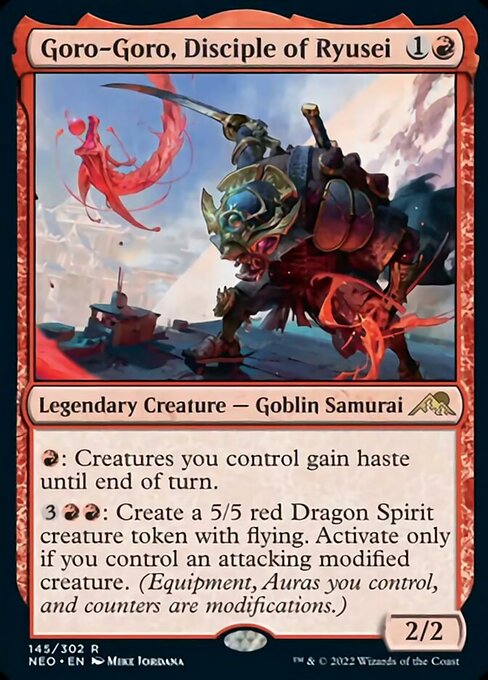 Goro-Goro, Disciple of Ryusei 1
Legendary Creature — Goblin Samurai
: Creatures you control gain haste
until end of turn.
3: Create a 5/5 red Dragon Spirit
creature token with flying. Activate only
if you control an attacking modified
creature. (Equipment, Auras you control,
and counters are modifications.)
2/2
145/302 R
NEO • EN Mike Jordana
™ & © 2022 Wizards of the Coast